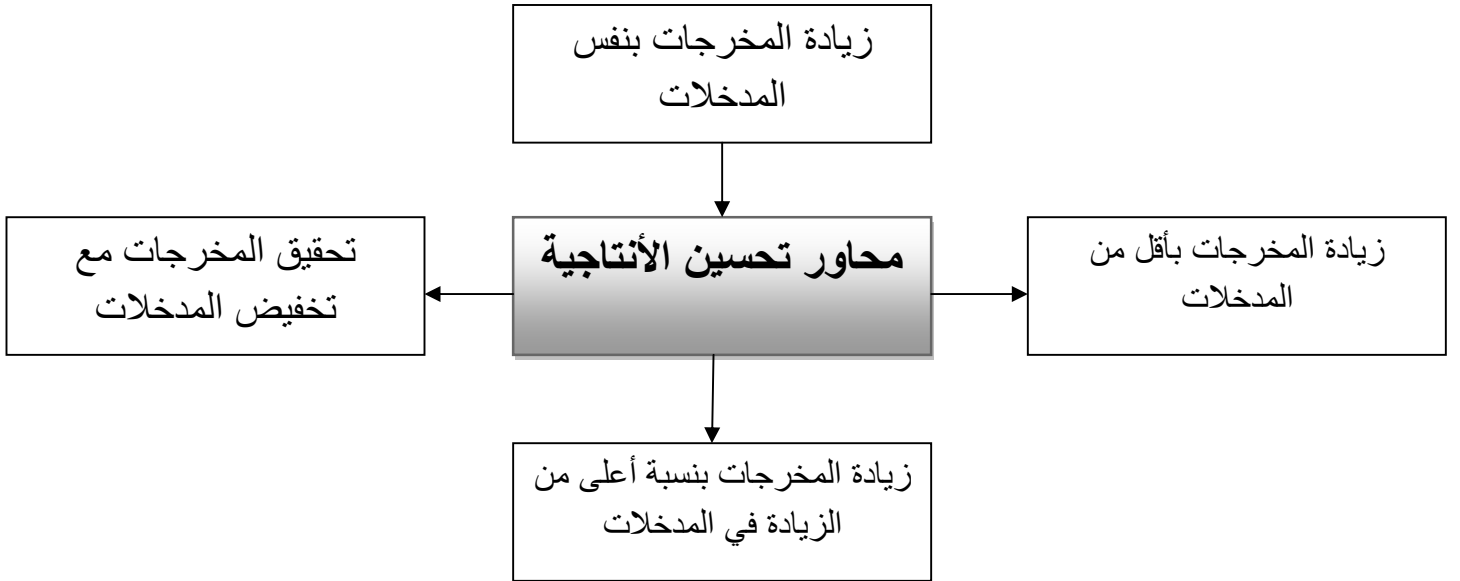 زيادة المخرجات بنفس
المدخلات
محاور تحسين الأنتاجية
زيادة المخرجات بأقل من
المدخلات
تحقيق المخرجات مع
تخفيض المدخلات
زيادة المخرجات بنسبة أعلى من
الزيادة في المدخلات